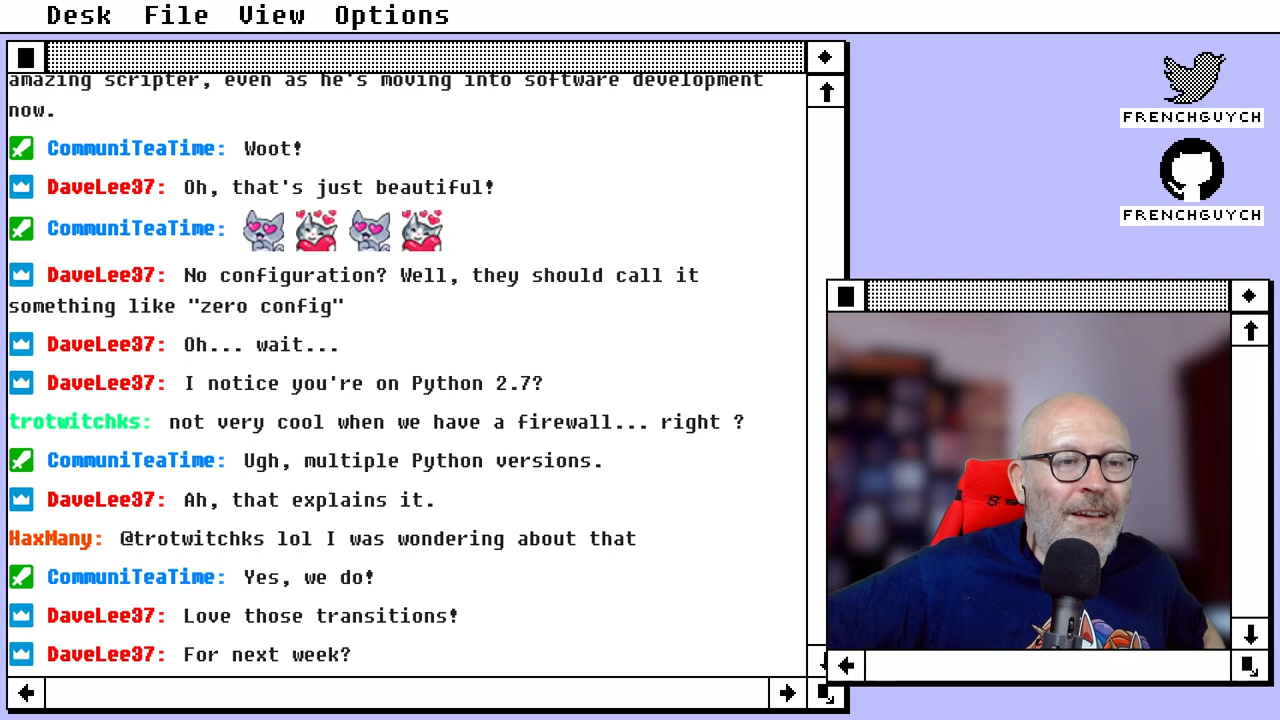 Desk File View Options
amazing scripter, even as he's moving into software development
now.
CommuniTeaTime: Woot!
DaveLee37: Oh, that's just beautiful!
CommuniTeaTime:
DaveLee37: No configuration? Well, they should call it
something like "zero config"
DaveLee37: Oh... wait...
DaveLee37: I notice you're on Python 2.7?
trotwitchks: not very cool when we have a firewall... right ?
CommuniTeaTime: Ugh, multiple Python versions.
DaveLee37: Ah, that explains it.
HaxMany: @trotwitchks lol I was wondering about that
CommuniTeaTime: Yes, we do!
DaveLee37: Love those transitions!
DaveLee37: For next week?
FRENCHGUYCH
FRENCHGUYCH